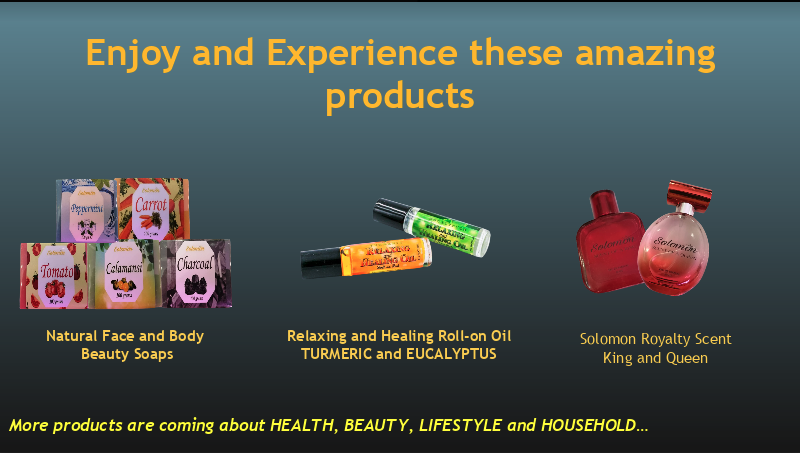 Enjoy and Experience these amazing
products
Peppermint
Carrot
Tomato
Calamansi
Charcoal
RELAXING
HEALING OIL
RELAXING
HEALING OIL
Solomon
Solomon
Natural Face and Body
Beauty Soaps
Relaxing and Healing Roll-on Oil
TURMERIC and EUCALYPTUS
Solomon Royalty Scent
King and Queen
More products are coming about HEALTH, BEAUTY, LIFESTYLE and HOUSEHOLD…